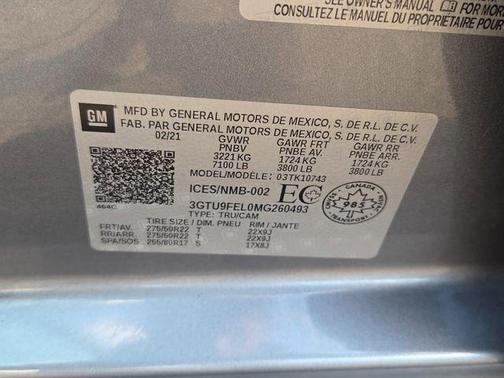 SEE OWNER'S MANUAL FOR MORE
CONSULTEZ LE MANUEL DU PROPRIÉTAIRE POUR
GM
MFD BY GENERAL MOTORS DE MEXICO, S. DE R.L. DE C.V.
FAB. PAR GENERAL MOTORS DE MEXICO, S. DE R.L. DE C.V.
02/21 GVWR GAWR FRT GAWR RR
PNBV PNBE AV. PNBE ARR.
3221 KG 1724 KG 1724 KG
7100 LB 3800 LB 3800 LB
MODEL/MODÈLE: 03TK10743
ICES/NMB-002 EC CANADA 985
3GTU9FEL0MG260493
464C TYPE: TRU/CAM
TIRE SIZE / DIM. PNEU RIM / JANTE
FRT/AV. 275/50R22 T 22X9J
RR/ARR. 275/50R22 T 22X9J
SPA/SOS 255/80R17 S 17X8J